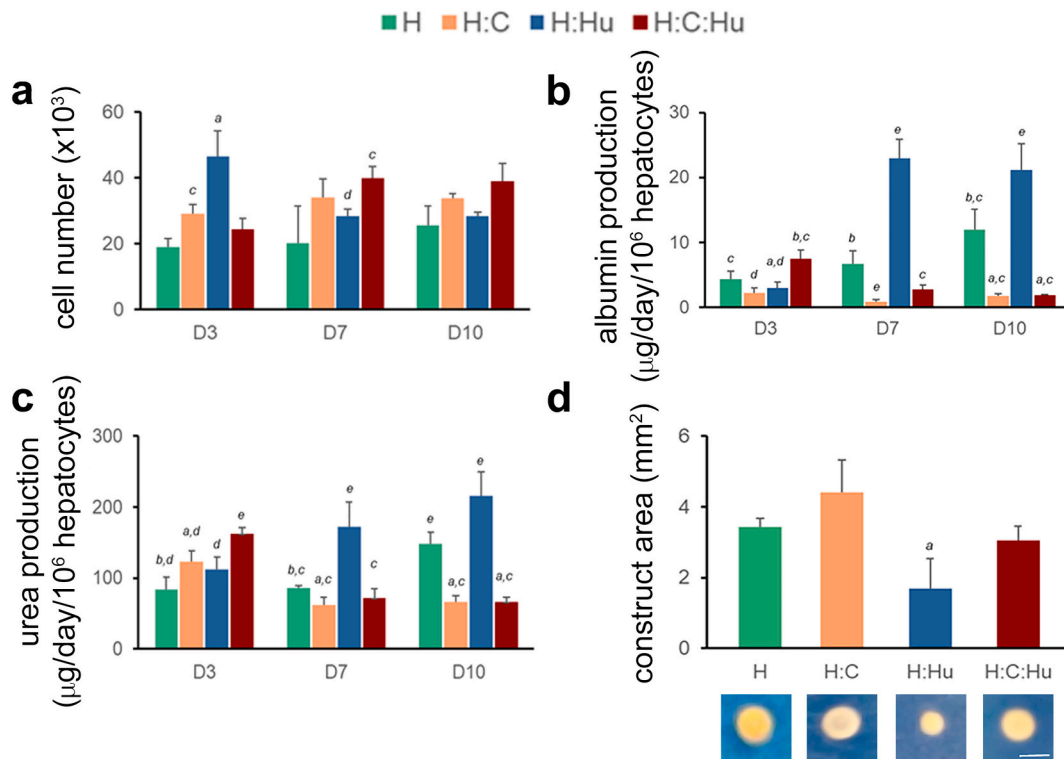 H H:C H:Hu H:C:Hu
a
cell number (x10³)
60
40
20
0
a
c
c
d
D3 D7 D10
b
albumin production
(µg/day/10⁶ hepatocytes)
30
20
10
0
c
d
a,d
b,c
b
e
e
c
b,c
a,c
e
a,c
D3 D7 D10
c
urea production
(µg/day/10⁶ hepatocytes)
300
200
100
0
b,d
a,d
d
e
b,c
a,c
e
c
e
a,c
e
a,c
D3 D7 D10
d
construct area (mm²)
6
4
2
0
a
H H:C H:Hu H:C:Hu